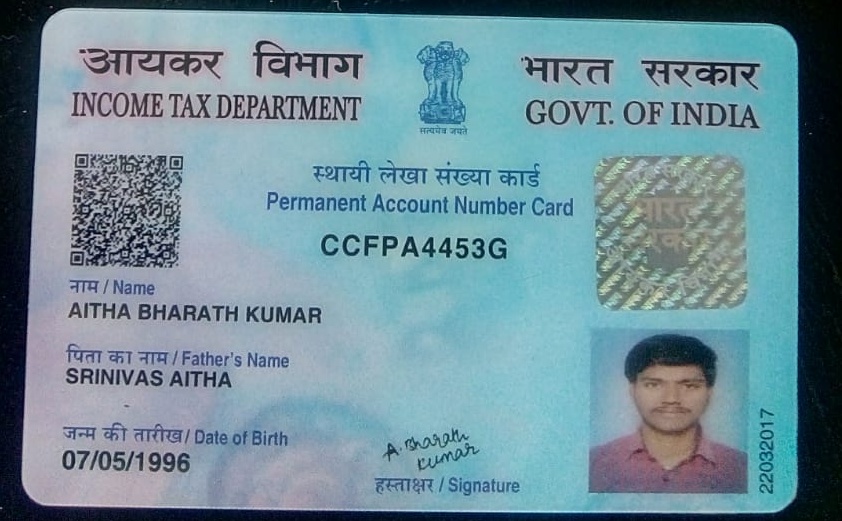 आयकर विभाग
INCOME TAX DEPARTMENT
सत्यमेव जयते
भारत सरकार
GOVT. OF INDIA
स्थायी लेखा संख्या कार्ड
Permanent Account Number Card
CCFPA4453G
नाम / Name
AITHA BHARATH KUMAR
पिता का नाम / Father's Name
SRINIVAS AITHA
जन्म की तारीख / Date of Birth
07/05/1996
A. Bharath
Kumar
हस्ताक्षर / Signature
22032017